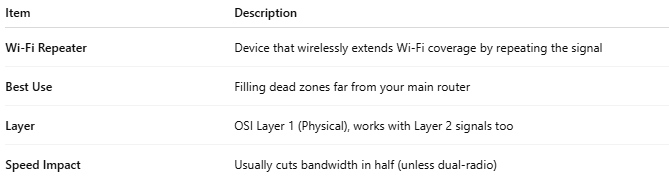 Item Description
Wi-Fi Repeater Device that wirelessly extends Wi-Fi coverage by repeating the signal
Best Use Filling dead zones far from your main router
Layer OSI Layer 1 (Physical), works with Layer 2 signals too
Speed Impact Usually cuts bandwidth in half (unless dual-radio)